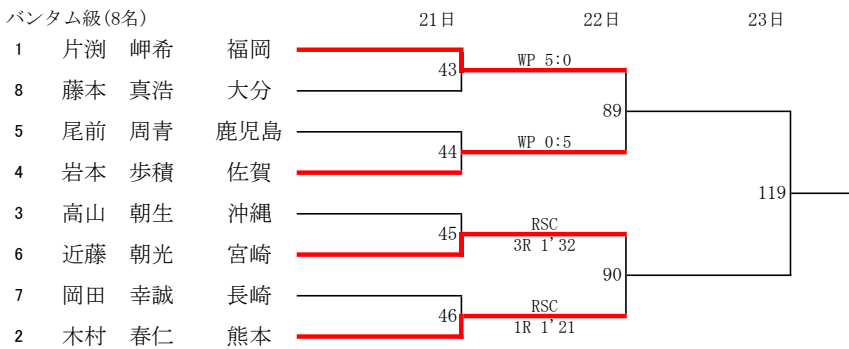 バンタム級(8名) 21日 22日 23日
1 片渕 岬希 福岡
43 WP 5:0
8 藤本 真浩 大分
89
5 尾前 周青 鹿児島
44 WP 0:5
4 岩本 歩積 佐賀
119
3 高山 朝生 沖縄
45 RSC
3R 1'32
6 近藤 朝光 宮崎
90
7 岡田 幸誠 長崎
46 RSC
1R 1'21
2 木村 春仁 熊本